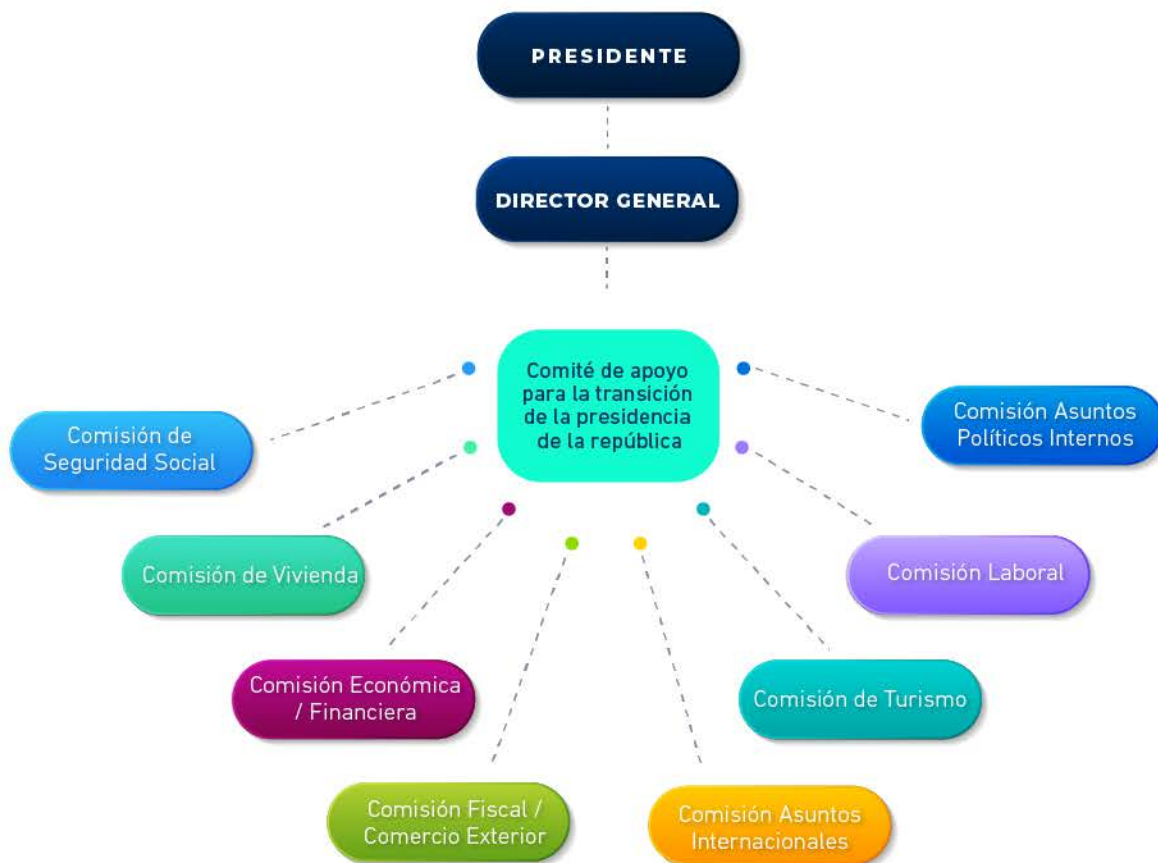 PRESIDENTE
DIRECTOR GENERAL
Comité de apoyo
para la transición
de la presidencia
de la república
Comisión de
Seguridad Social
Comisión de Vivienda
Comisión Económica
/ Financiera
Comisión Fiscal /
Comercio Exterior
Comisión Asuntos
Internacionales
Comisión de Turismo
Comisión Laboral
Comisión Asuntos
Políticos Internos